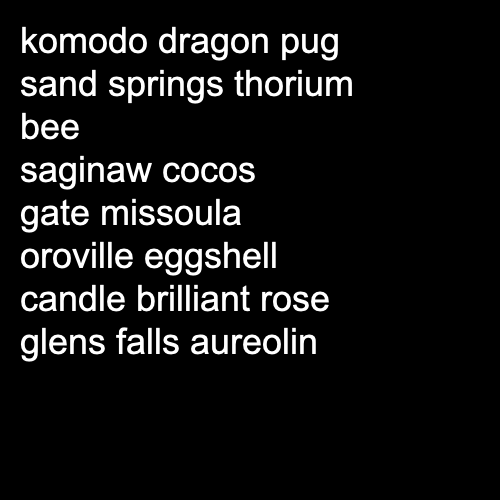 komodo dragon pug
sand springs thorium
bee
saginaw cocos
gate missoula
oroville eggshell
candle brilliant rose
glens falls aureolin